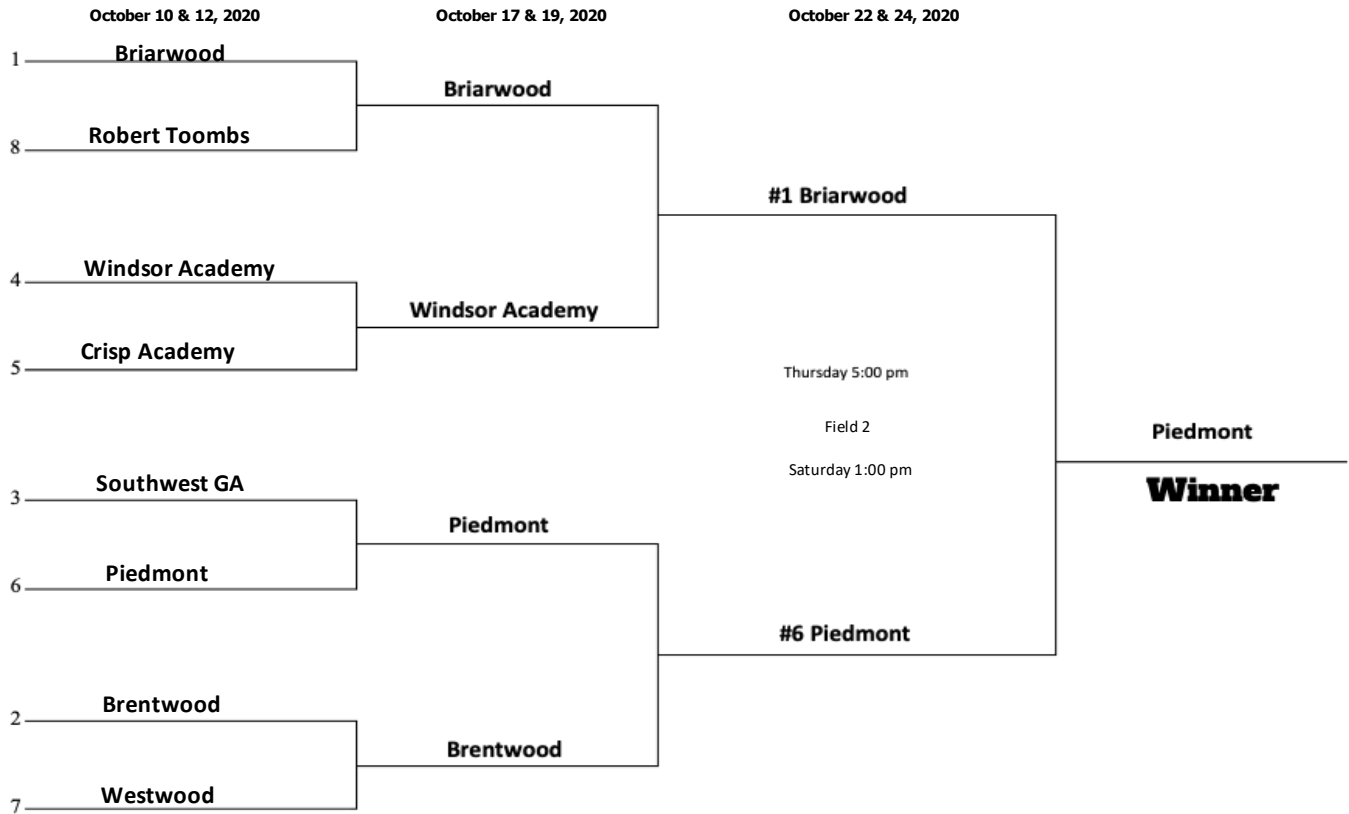 October 10 & 12, 2020
October 17 & 19, 2020
October 22 & 24, 2020
1
Briarwood
8
Robert Toombs
4
Windsor Academy
5
Crisp Academy
3
Southwest GA
6
Piedmont
2
Brentwood
7
Westwood
Briarwood
Windsor Academy
Piedmont
Brentwood
#1 Briarwood
Thursday 5:00 pm
Field 2
Saturday 1:00 pm
#6 Piedmont
Piedmont
Winner